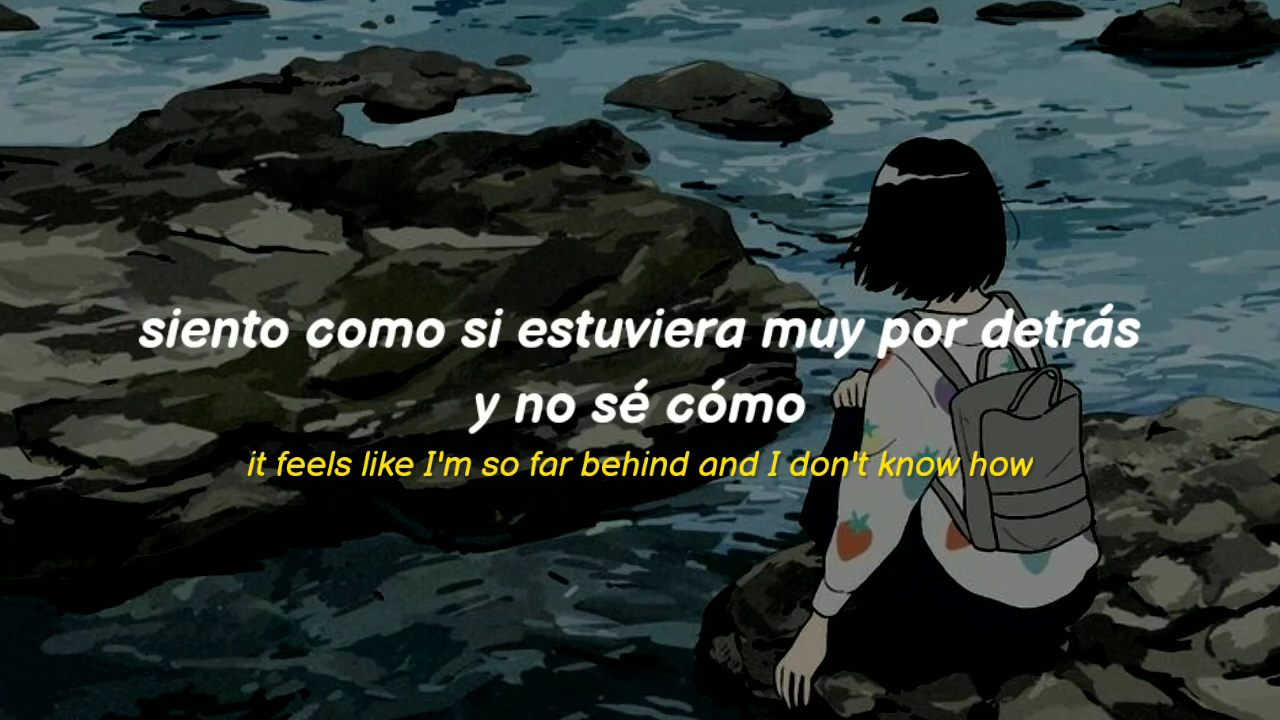 siento como si estuviera muy por detrás
y no sé cómo
it feels like I'm so far behind and I don't know how